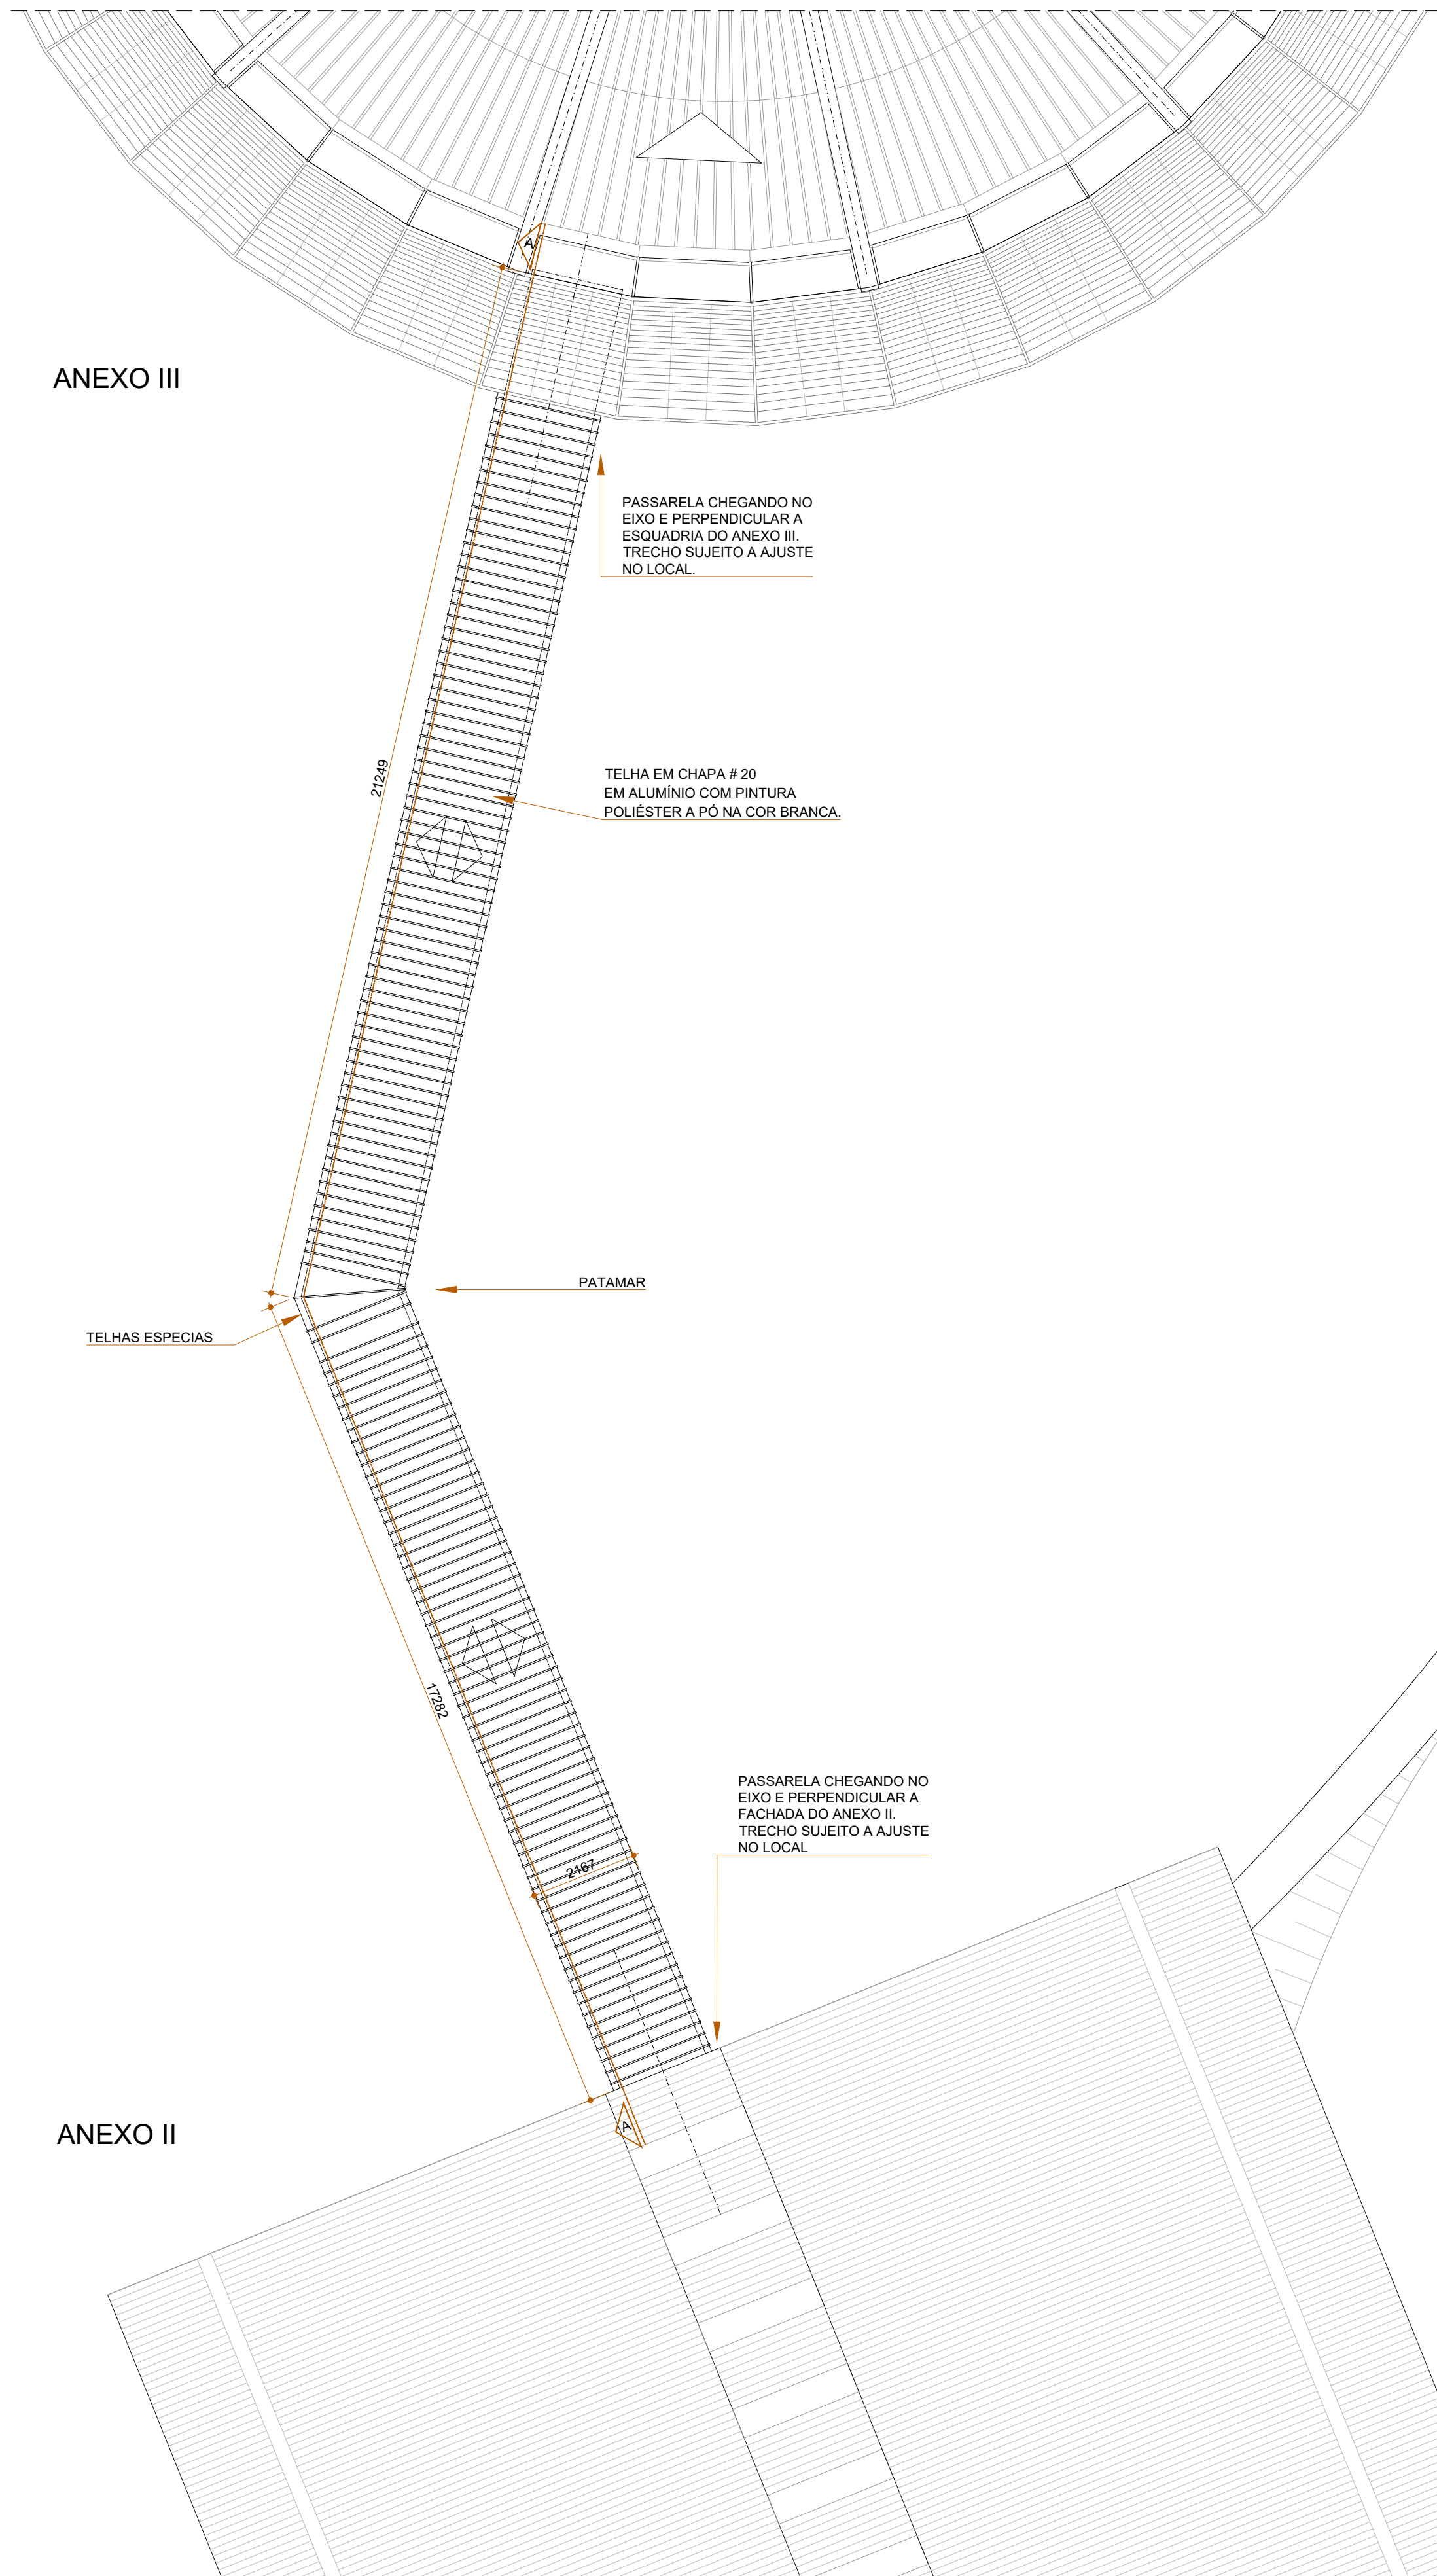 A
ANEXO III
PASSARELA CHEGANDO NO
EIXO E PERPENDICULAR A
ESQUADRIA DO ANEXO III.
TRECHO SUJEITO A AJUSTE
NO LOCAL.
21249
TELHA EM CHAPA # 20
EM ALUMÍNIO COM PINTURA
POLIÉSTER A PÓ NA COR BRANCA.
PATAMAR
TELHAS ESPECIAS
17282
PASSARELA CHEGANDO NO
EIXO E PERPENDICULAR A
FACHADA DO ANEXO II.
TRECHO SUJEITO A AJUSTE
NO LOCAL
2167
A
ANEXO II